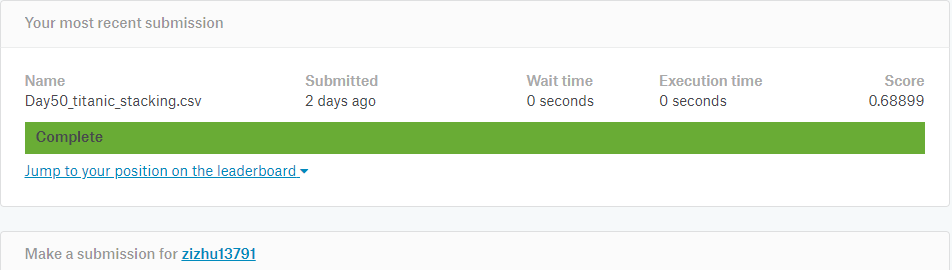 Your most recent submission
Name Submitted Wait time Execution time Score
Day50_titanic_stacking.csv 2 days ago 0 seconds 0 seconds 0.68899
Complete
Jump to your position on the leaderboard
Make a submission for zizhu13791